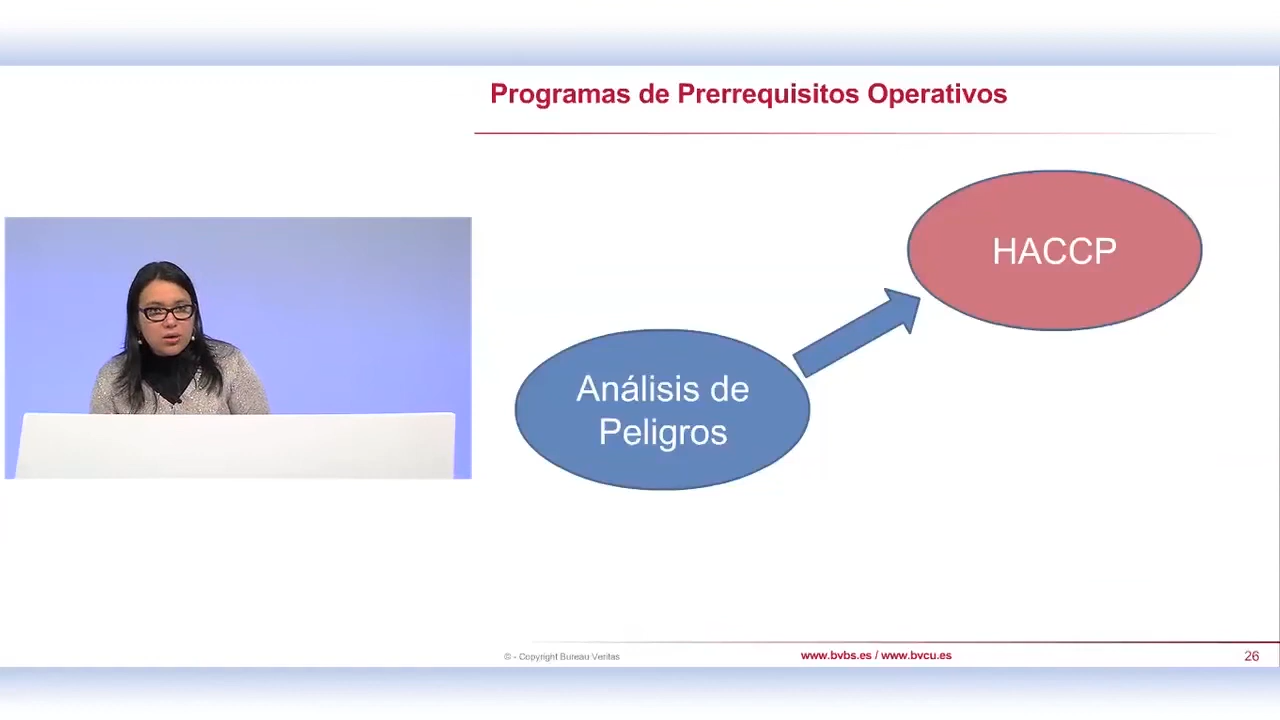 Programas de Prerrequisitos Operativos
HACCP
Análisis de
Peligros
© - Copyright Bureau Veritas
www.bvbs.es / www.bvcu.es
26